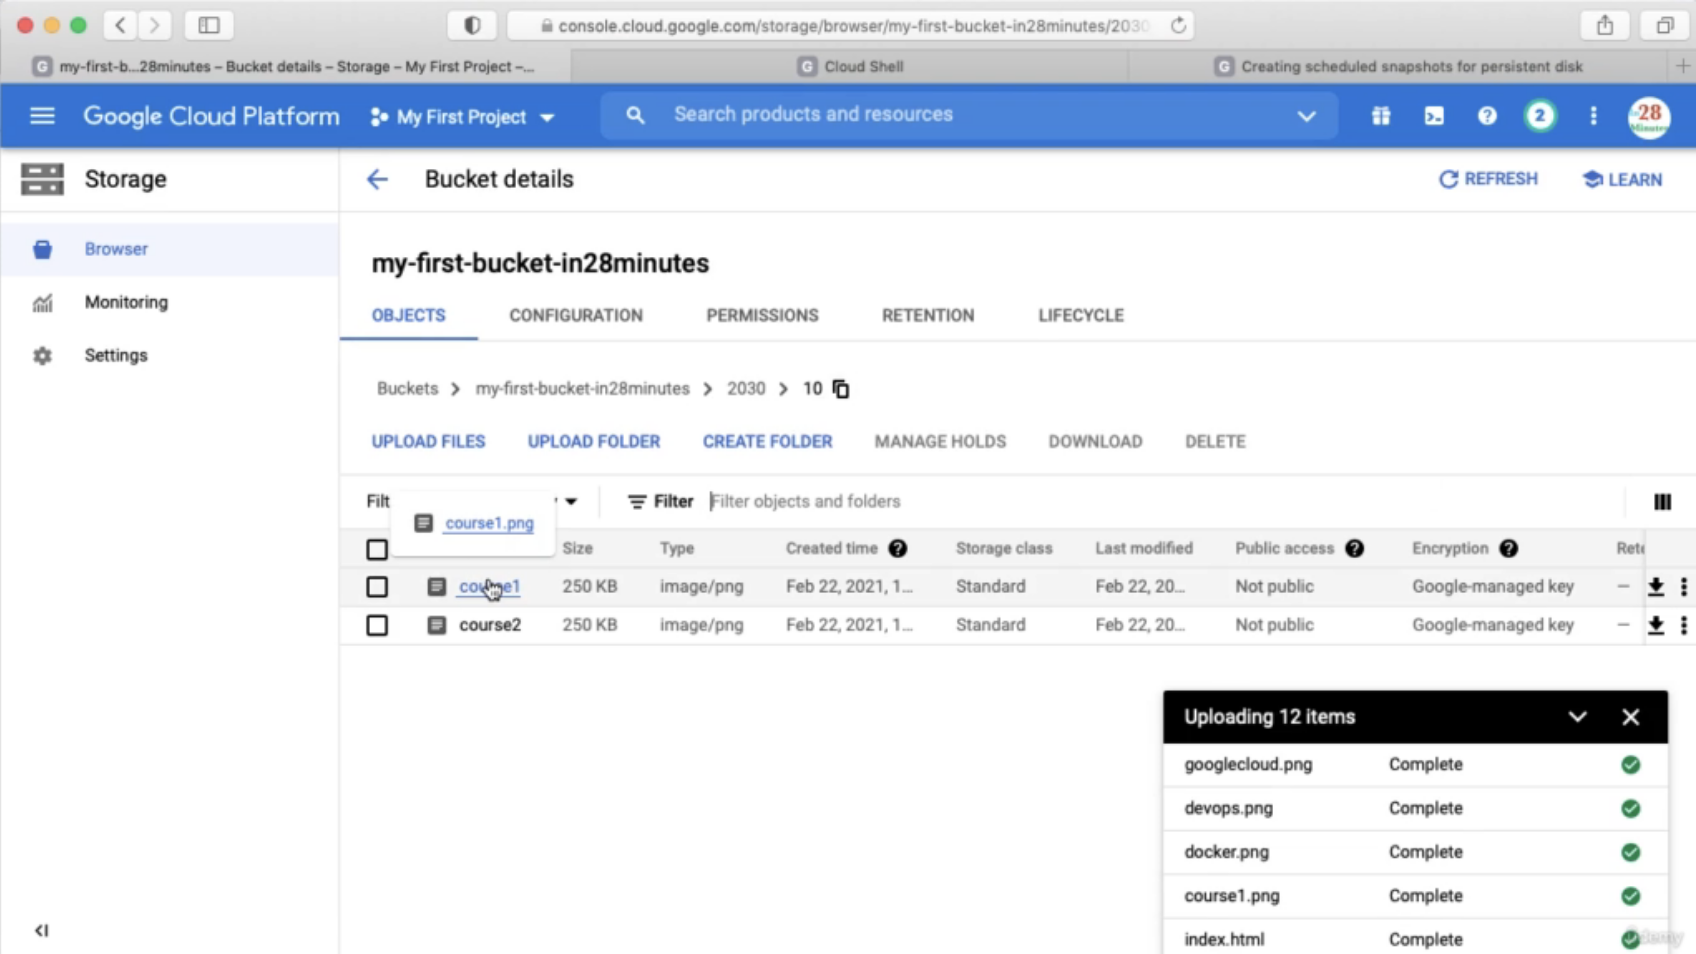 console.cloud.google.com/storage/browser/my-first-bucket-in28minutes/2030
my-first-b...28minutes – Bucket details – Storage – My First Project –...
Cloud Shell
Creating scheduled snapshots for persistent disk
Google Cloud Platform
My First Project
Search products and resources
2
28
Minutes
Storage
Bucket details
REFRESH
LEARN
Browser
Monitoring
Settings
my-first-bucket-in28minutes
OBJECTS CONFIGURATION PERMISSIONS RETENTION LIFECYCLE
Buckets > my-first-bucket-in28minutes > 2030 > 10
UPLOAD FILES UPLOAD FOLDER CREATE FOLDER MANAGE HOLDS DOWNLOAD DELETE
Filter Filter objects and folders
course1.png
Size Type Created time Storage class Last modified Public access Encryption
course1 250 KB image/png Feb 22, 2021, 1... Standard Feb 22, 20... Not public Google-managed key –
course2 250 KB image/png Feb 22, 2021, 1... Standard Feb 22, 20... Not public Google-managed key –
Uploading 12 items
googlecloud.png Complete
devops.png Complete
docker.png Complete
course1.png Complete
index.html Complete